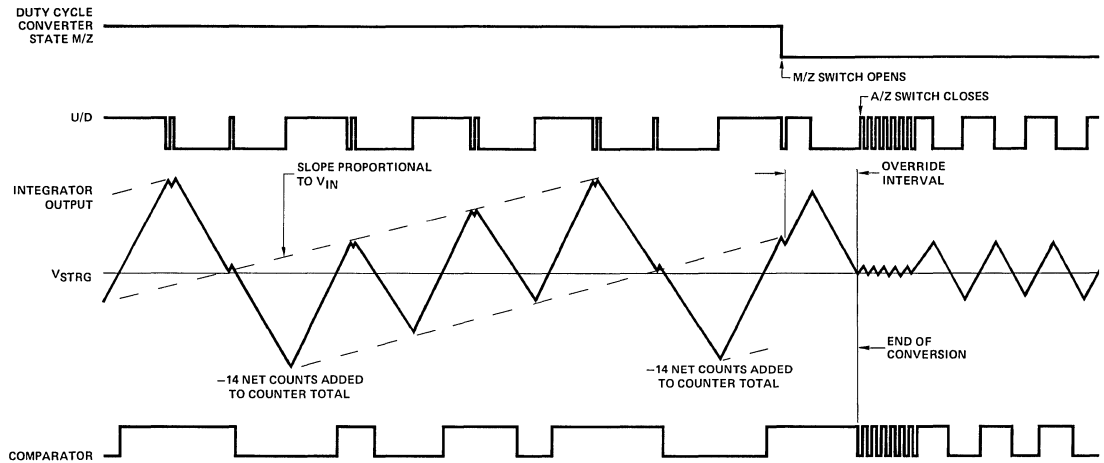 DUTY CYCLE
CONVERTER
STATE M/Z
M/Z SWITCH OPENS
A/Z SWITCH CLOSES
U/D
SLOPE PROPORTIONAL
TO VIN
OVERRIDE
INTERVAL
INTEGRATOR
OUTPUT
VSTRG
END OF
CONVERSION
–14 NET COUNTS ADDED
TO COUNTER TOTAL
–14 NET COUNTS ADDED
TO COUNTER TOTAL
COMPARATOR